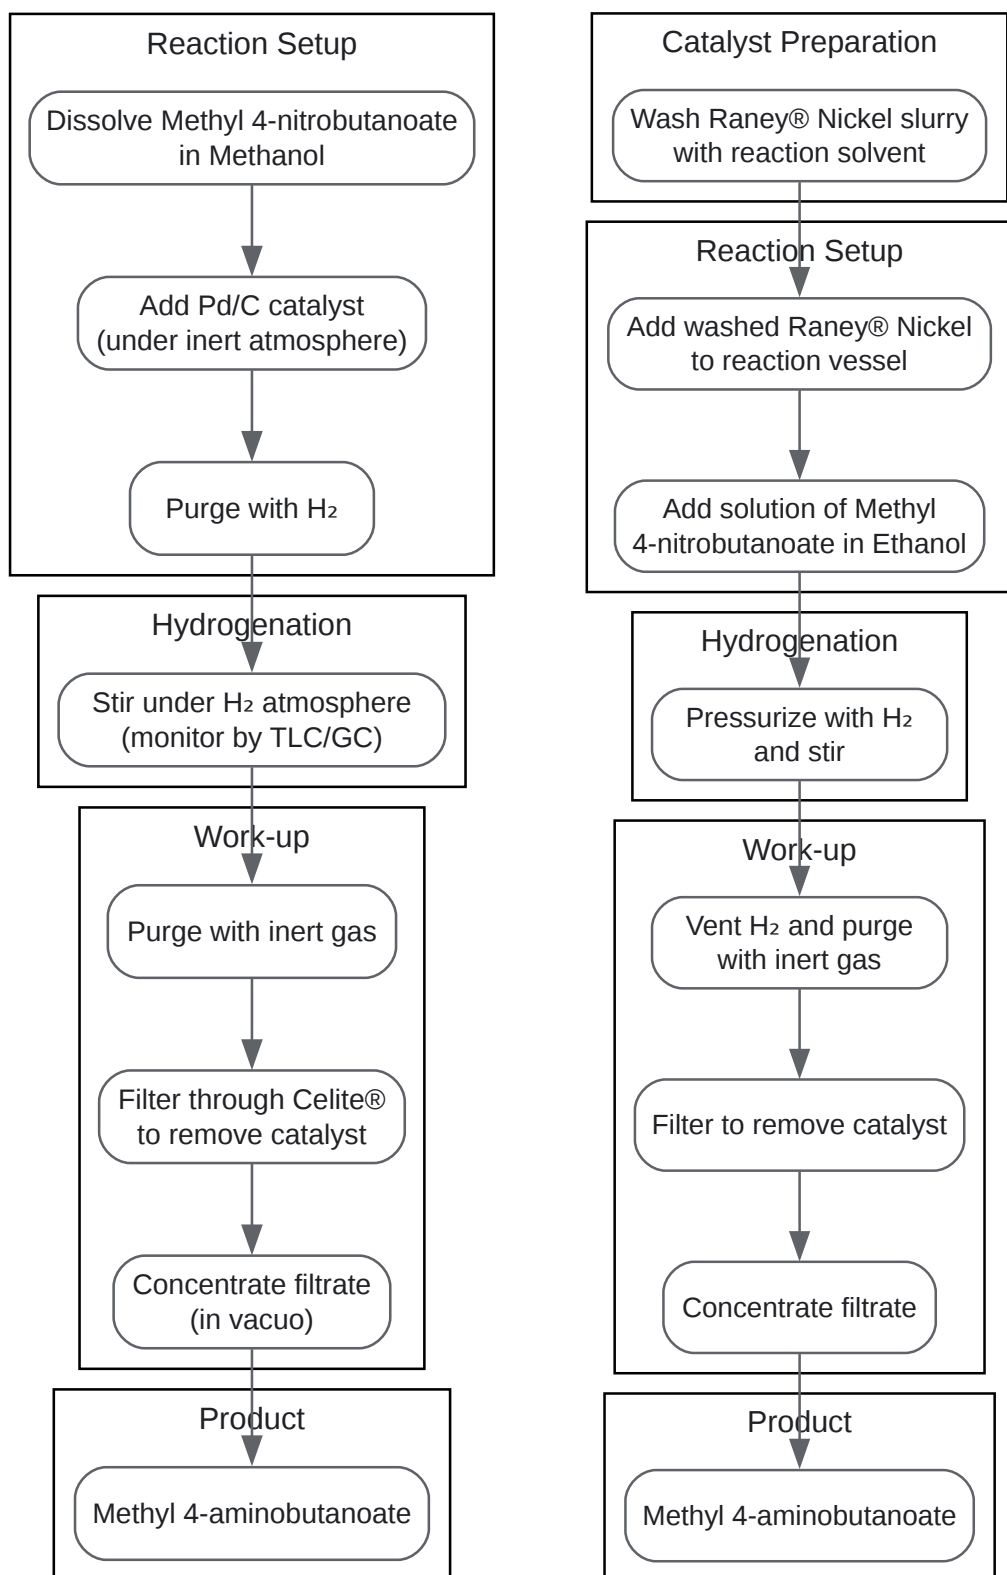 Reaction Setup
Dissolve Methyl 4-nitrobutanoate
in Methanol
Add Pd/C catalyst
(under inert atmosphere)
Purge with H₂
Hydrogenation
Stir under H₂ atmosphere
(monitor by TLC/GC)
Work-up
Purge with inert gas
Filter through Celite®
to remove catalyst
Concentrate filtrate
(in vacuo)
Product
Methyl 4-aminobutanoate
Catalyst Preparation
Wash Raney® Nickel slurry
with reaction solvent
Reaction Setup
Add washed Raney® Nickel
to reaction vessel
Add solution of Methyl
4-nitrobutanoate in Ethanol
Hydrogenation
Pressurize with H₂
and stir
Work-up
Vent H₂ and purge
with inert gas
Filter to remove catalyst
Concentrate filtrate
Product
Methyl 4-aminobutanoate